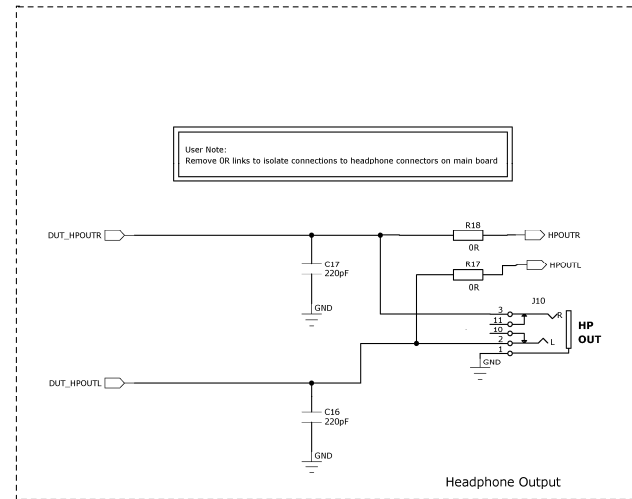 User Note:
Remove 0R links to isolate connections to headphone connectors on main board
R18
DUT_HPOUTR
HPOUTR
0R
R17
HPOUTL
C17
220pF
0R
GND
J10
3
R
11
10
HP
OUT
2
L
1
GND
DUT_HPOUTL
C16
220pF
GND
Headphone Output